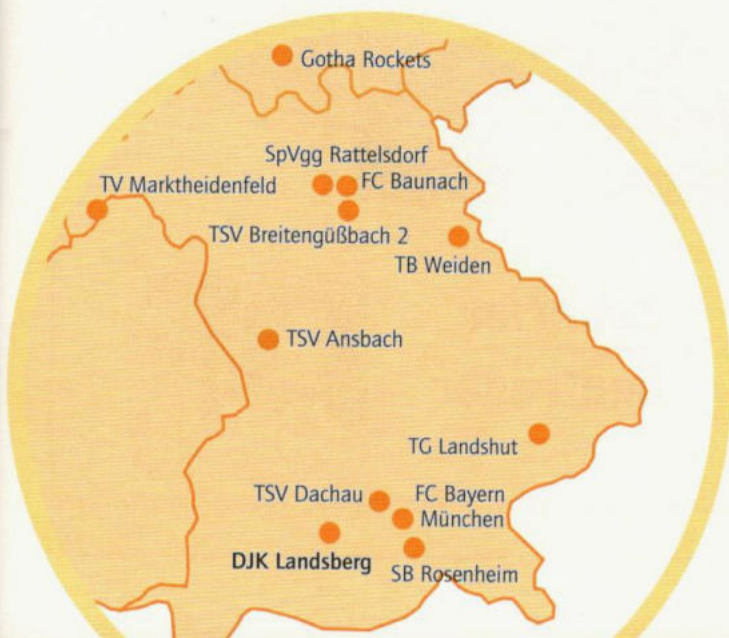 Gotha Rockets
SpVgg Rattelsdorf
TV Marktheidenfeld
FC Baunach
TSV Breitengüßbach 2
TB Weiden
TSV Ansbach
TG Landshut
TSV Dachau
FC Bayern
München
DJK Landsberg
SB Rosenheim